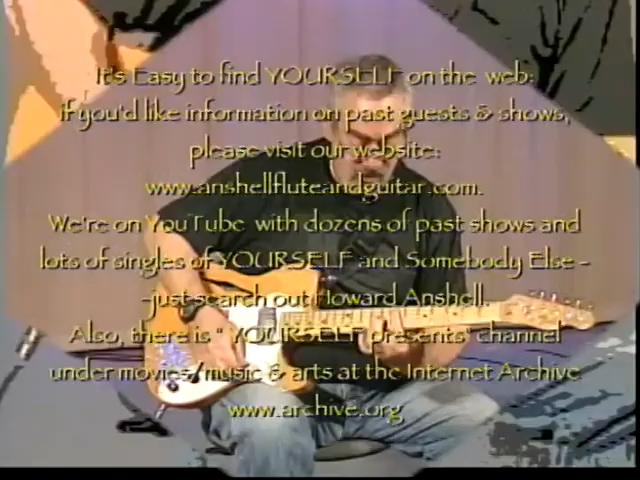 It's Easy to find YOURSELF on the web:
if you'd like information on past guests & shows,
please visit our website:
www.anshellfluteandguitar.com.
We're on YouTube with dozens of past shows and
lots of singles of YOURSELF and Somebody Else -
-just search out Howard Anshell.
Also, there is "YOURSELF presents" channel
under movies/music & arts at the Internet Archive
www.archive.org